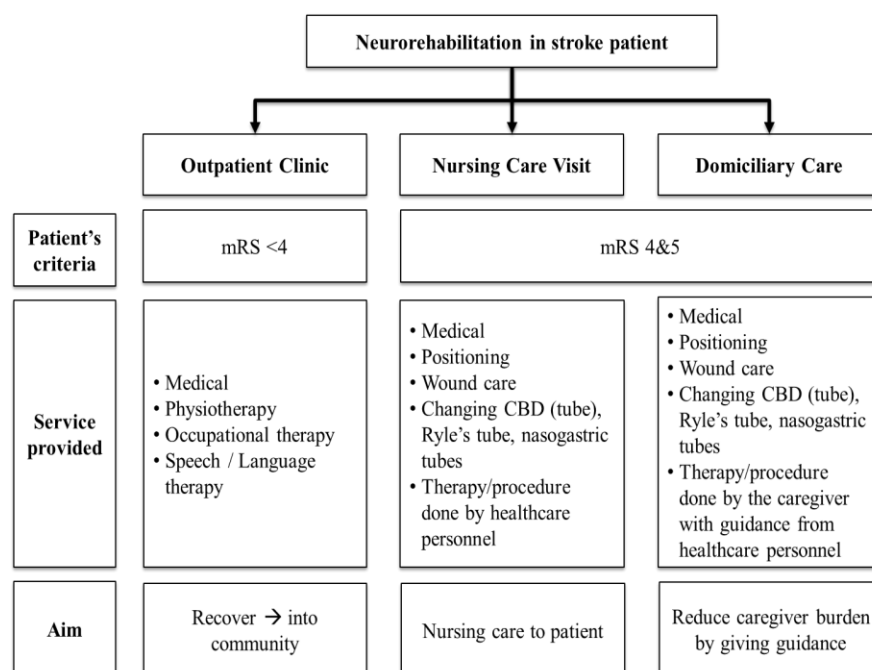 Neurorehabilitation in stroke patient
Outpatient Clinic
Nursing Care Visit
Domiciliary Care
Patient's
criteria
mRS <4
mRS 4&5
Service
provided
• Medical
• Physiotherapy
• Occupational therapy
• Speech / Language
therapy
• Medical
• Positioning
• Wound care
• Changing CBD (tube),
Ryle's tube, nasogastric
tubes
• Therapy/procedure
done by healthcare
personnel
• Medical
• Positioning
• Wound care
• Changing CBD (tube),
Ryle's tube, nasogastric
tubes
• Therapy/procedure
done by the caregiver
with guidance from
healthcare personnel
Aim
Recover → into
community
Nursing care to patient
Reduce caregiver burden
by giving guidance